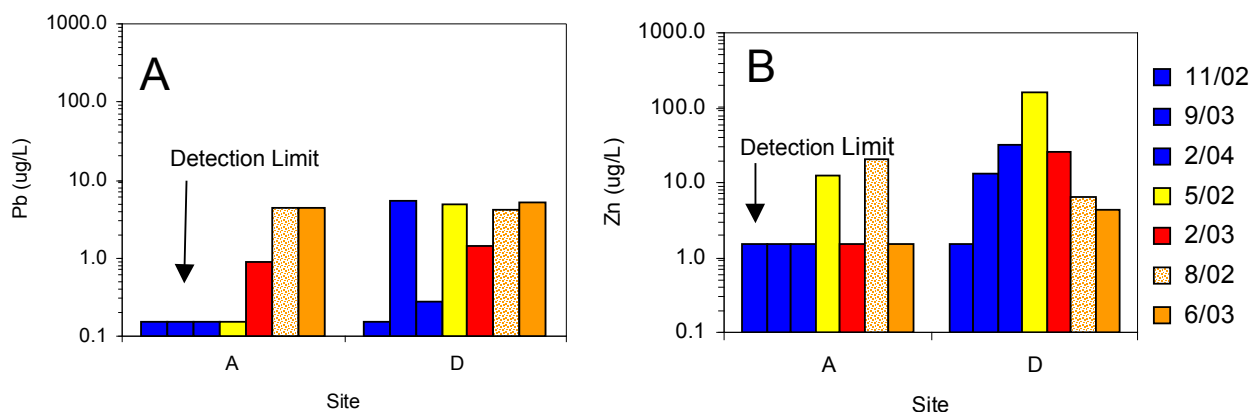 A
Pb (ug/L)
1000.0
100.0
10.0
1.0
0.1
Detection Limit
A
D
Site
B
Zn (ug/L)
1000.0
100.0
10.0
1.0
0.1
Detection Limit
A
D
Site
11/02
9/03
2/04
5/02
2/03
8/02
6/03